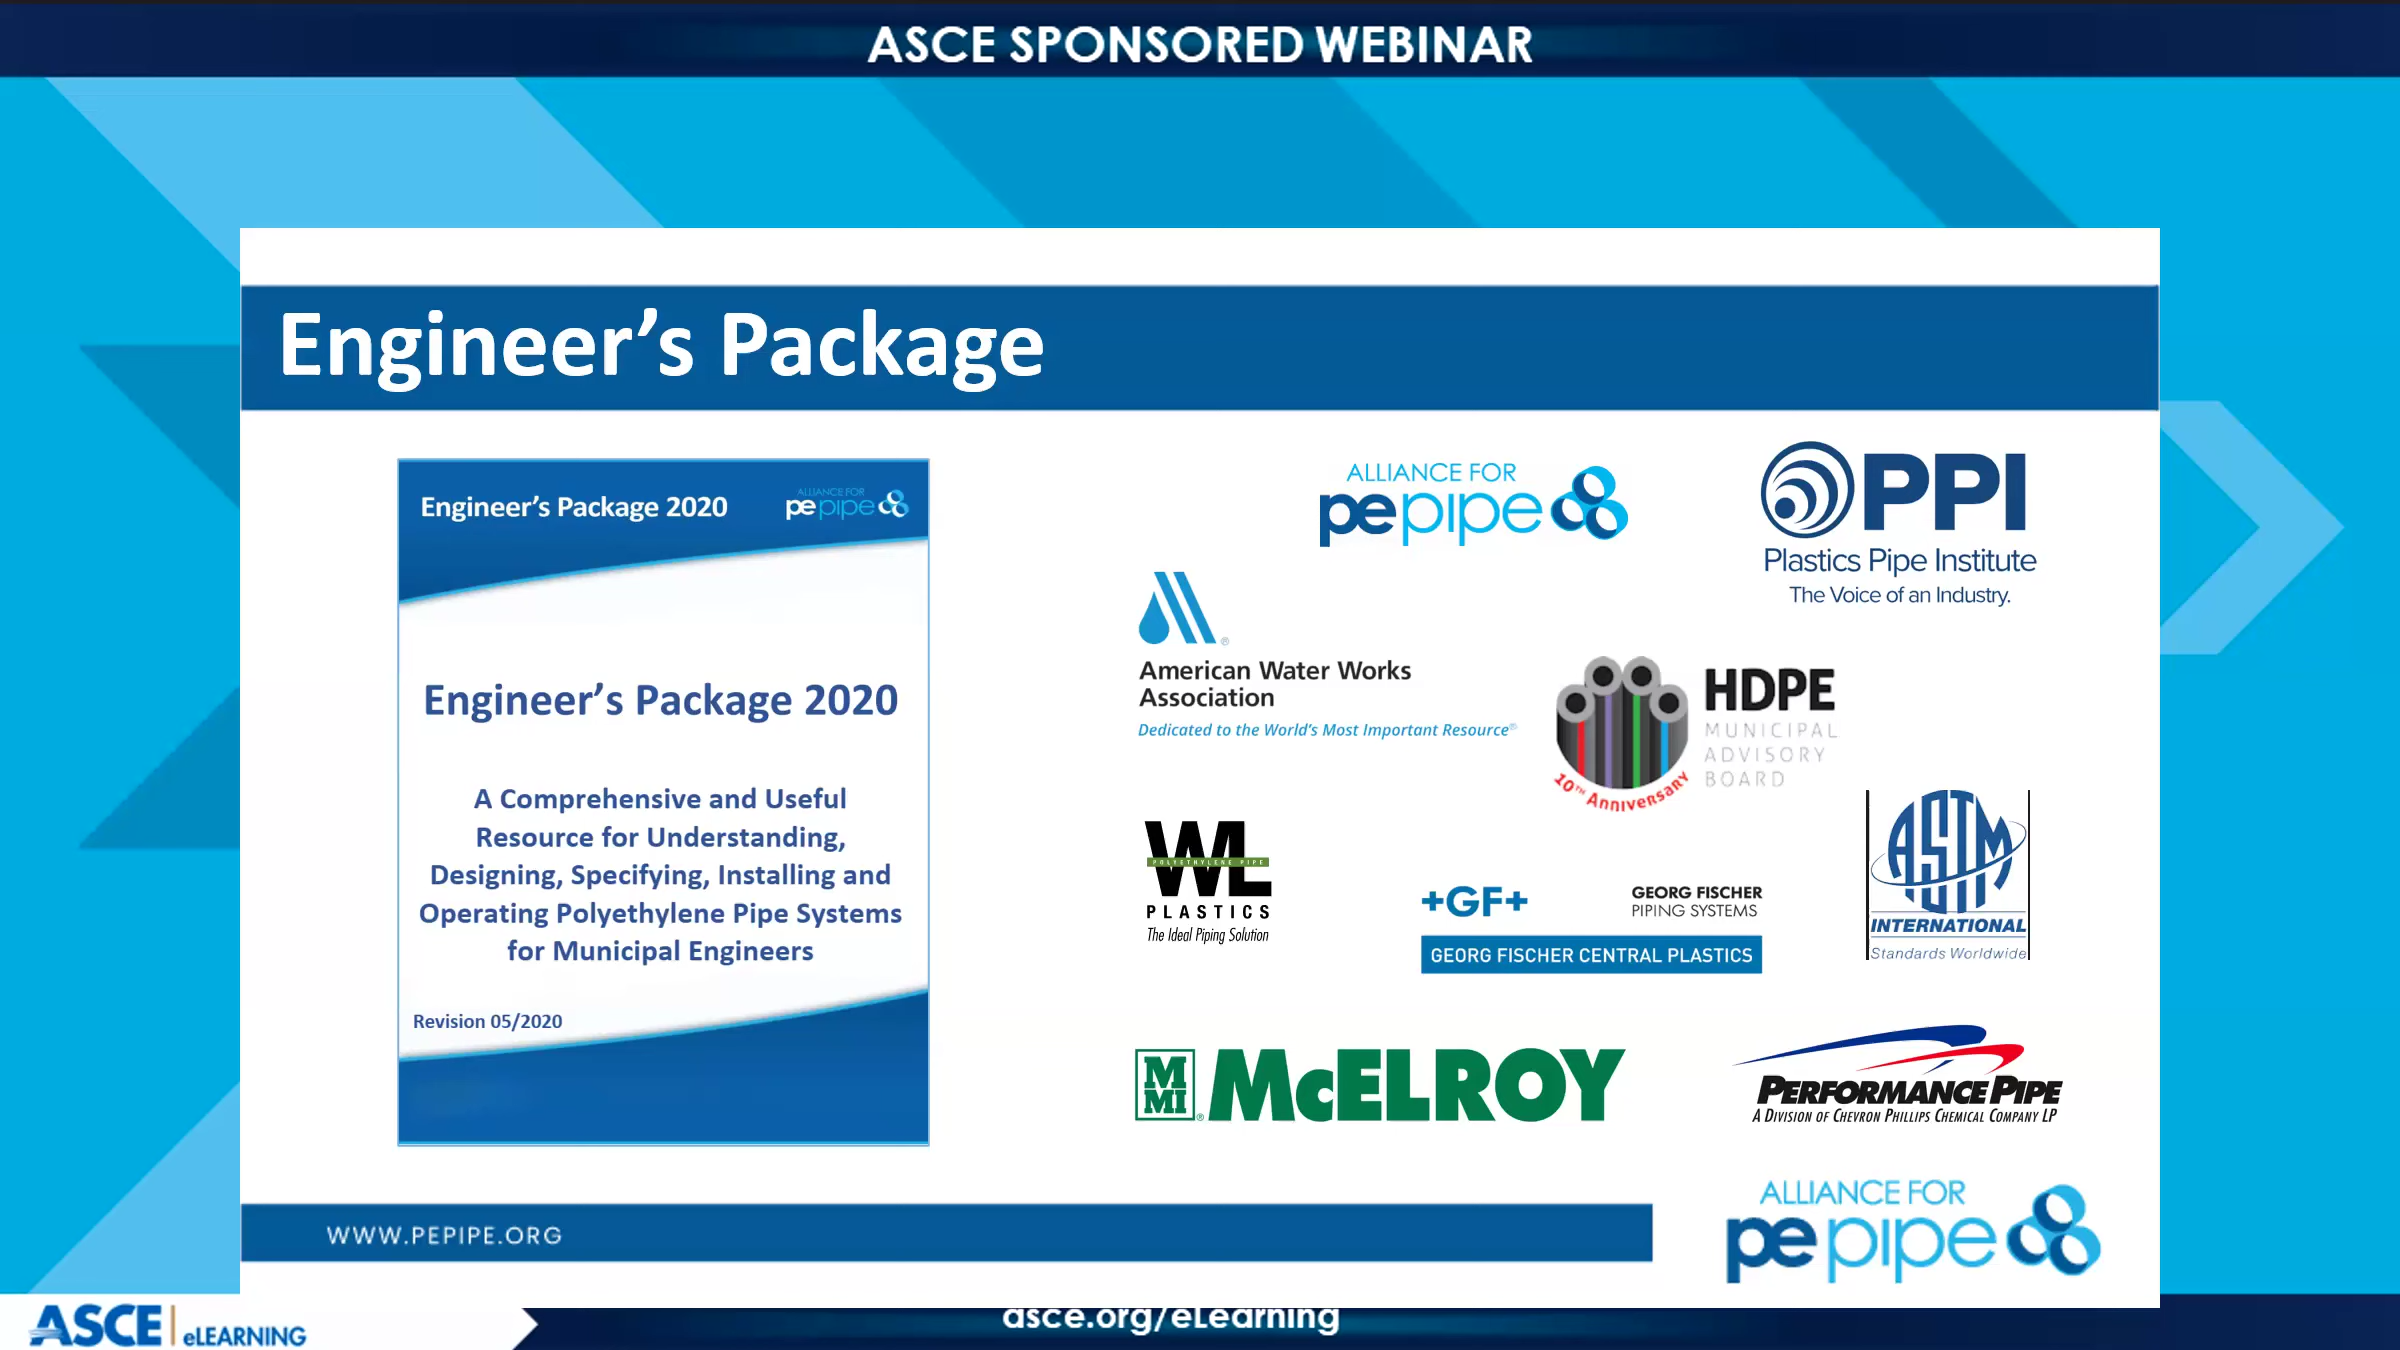 ASCE SPONSORED WEBINAR
Engineer's Package
Engineer's Package 2020
ALLIANCE FOR
pepipe
Engineer's Package 2020
A Comprehensive and Useful
Resource for Understanding,
Designing, Specifying, Installing and
Operating Polyethylene Pipe Systems
for Municipal Engineers
Revision 05/2020
ALLIANCE FOR
pepipe
PPI
Plastics Pipe Institute
The Voice of an Industry.
®
American Water Works
Association
Dedicated to the World's Most Important Resource®
HDPE
MUNICIPAL
ADVISORY
BOARD
10TH Anniversary
WL
POLYETHYLENE PIPE
PLASTICS
The Ideal Piping Solution
+GF+
GEORG FISCHER
PIPING SYSTEMS
GEORG FISCHER CENTRAL PLASTICS
ASTM
INTERNATIONAL
Standards Worldwide
M
MI
® McELROY
PERFORMANCE PIPE
A DIVISION OF CHEVRON PHILLIPS CHEMICAL COMPANY LP
WWW.PEPIPE.ORG
ALLIANCE FOR
pepipe
ASCE eLEARNING
asce.org/eLearning